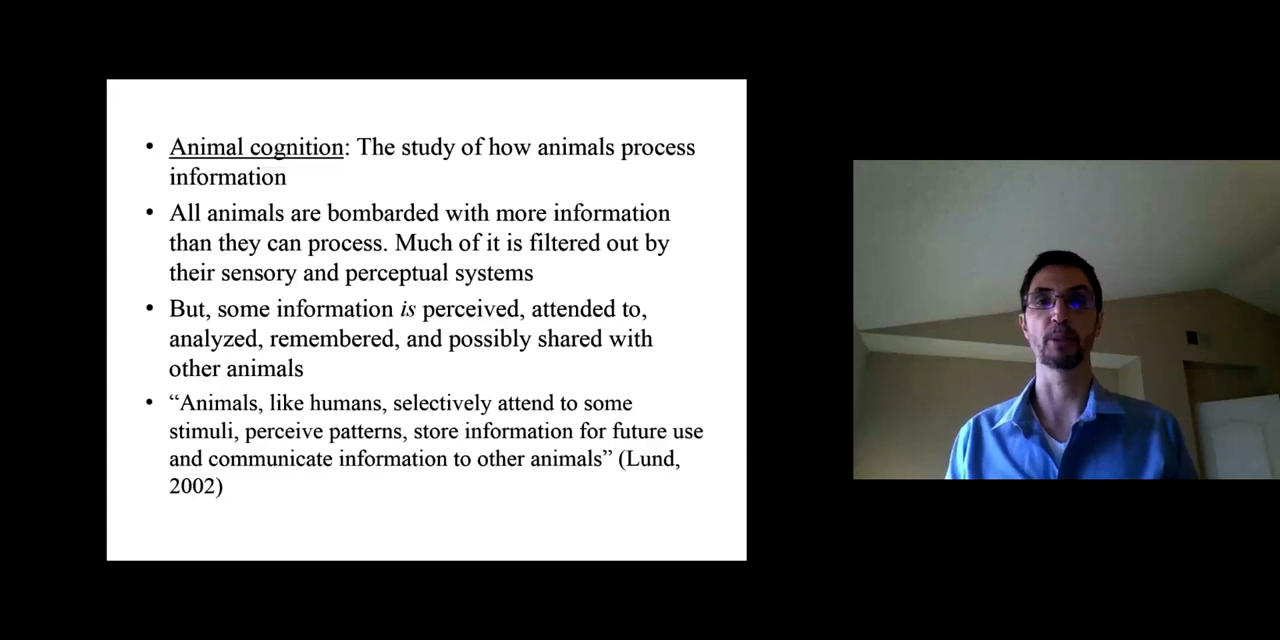 • Animal cognition: The study of how animals process
information
• All animals are bombarded with more information
than they can process. Much of it is filtered out by
their sensory and perceptual systems
• But, some information is perceived, attended to,
analyzed, remembered, and possibly shared with
other animals
• “Animals, like humans, selectively attend to some
stimuli, perceive patterns, store information for future use
and communicate information to other animals” (Lund,
2002)